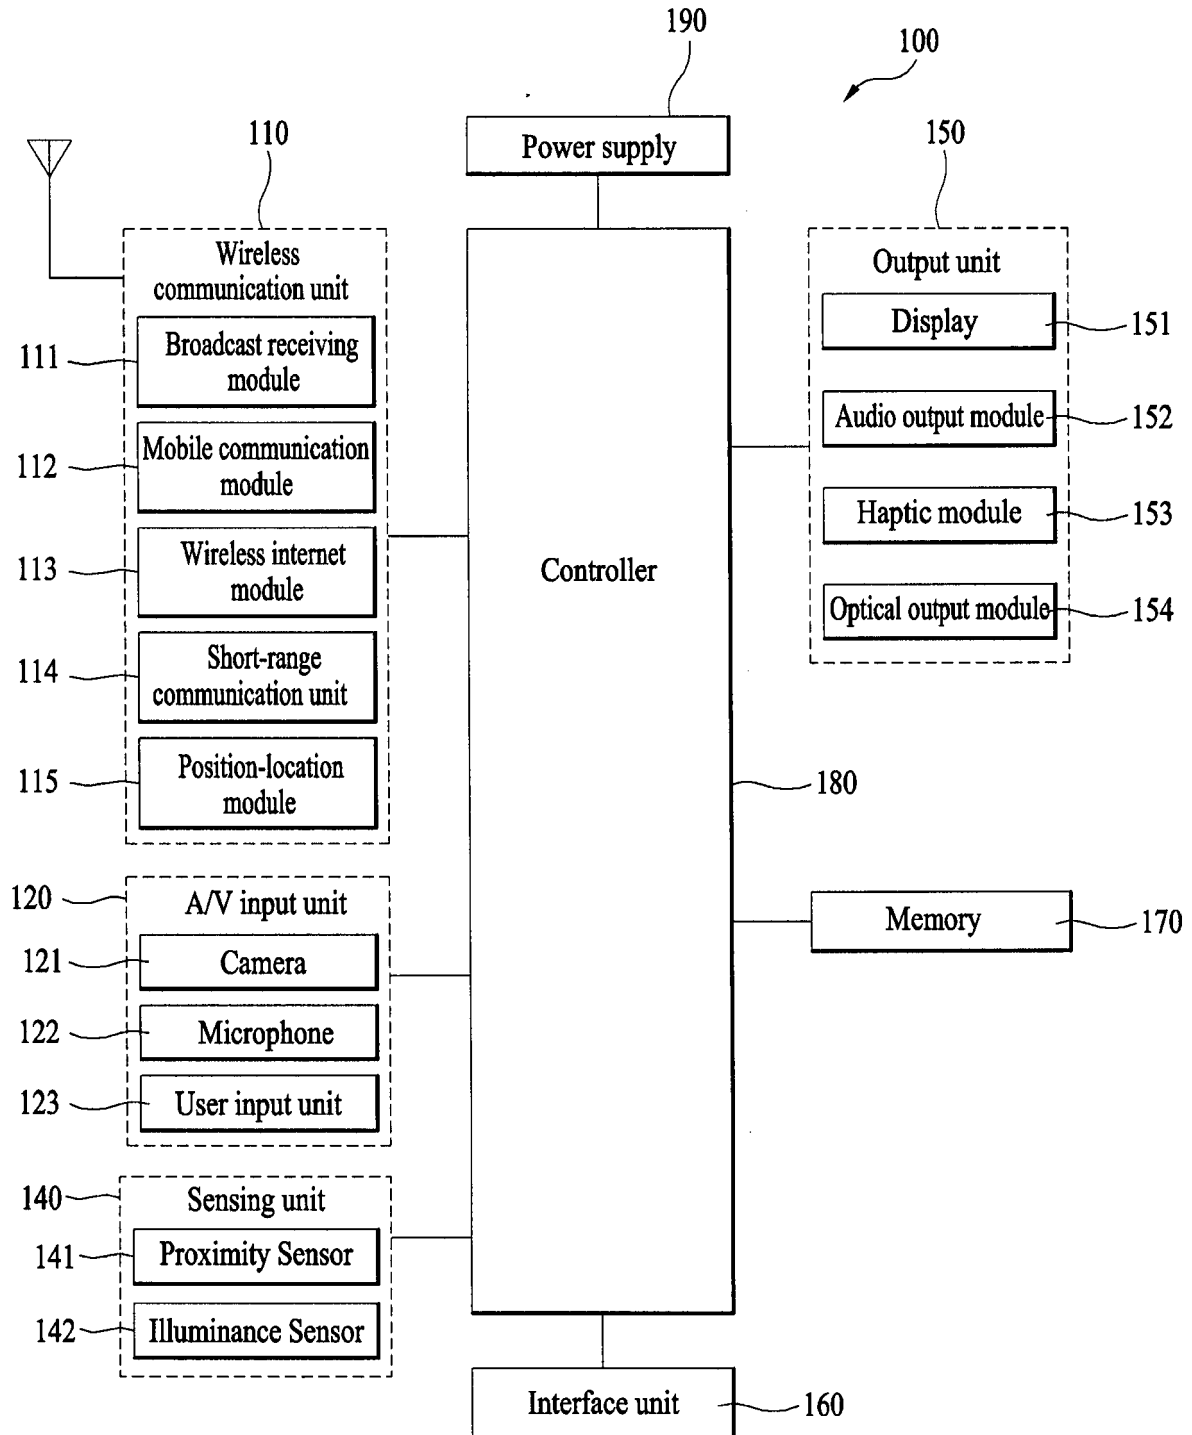 190
100
Power supply
110
150
Wireless
communication unit
111
Broadcast receiving
module
112
Mobile communication
module
113
Wireless internet
module
114
Short-range
communication unit
115
Position-location
module
120
A/V input unit
121
Camera
122
Microphone
123
User input unit
140
Sensing unit
141
Proximity Sensor
142
Illuminance Sensor
Controller
180
Output unit
Display
151
Audio output module
152
Haptic module
153
Optical output module
154
Memory
170
Interface unit
160